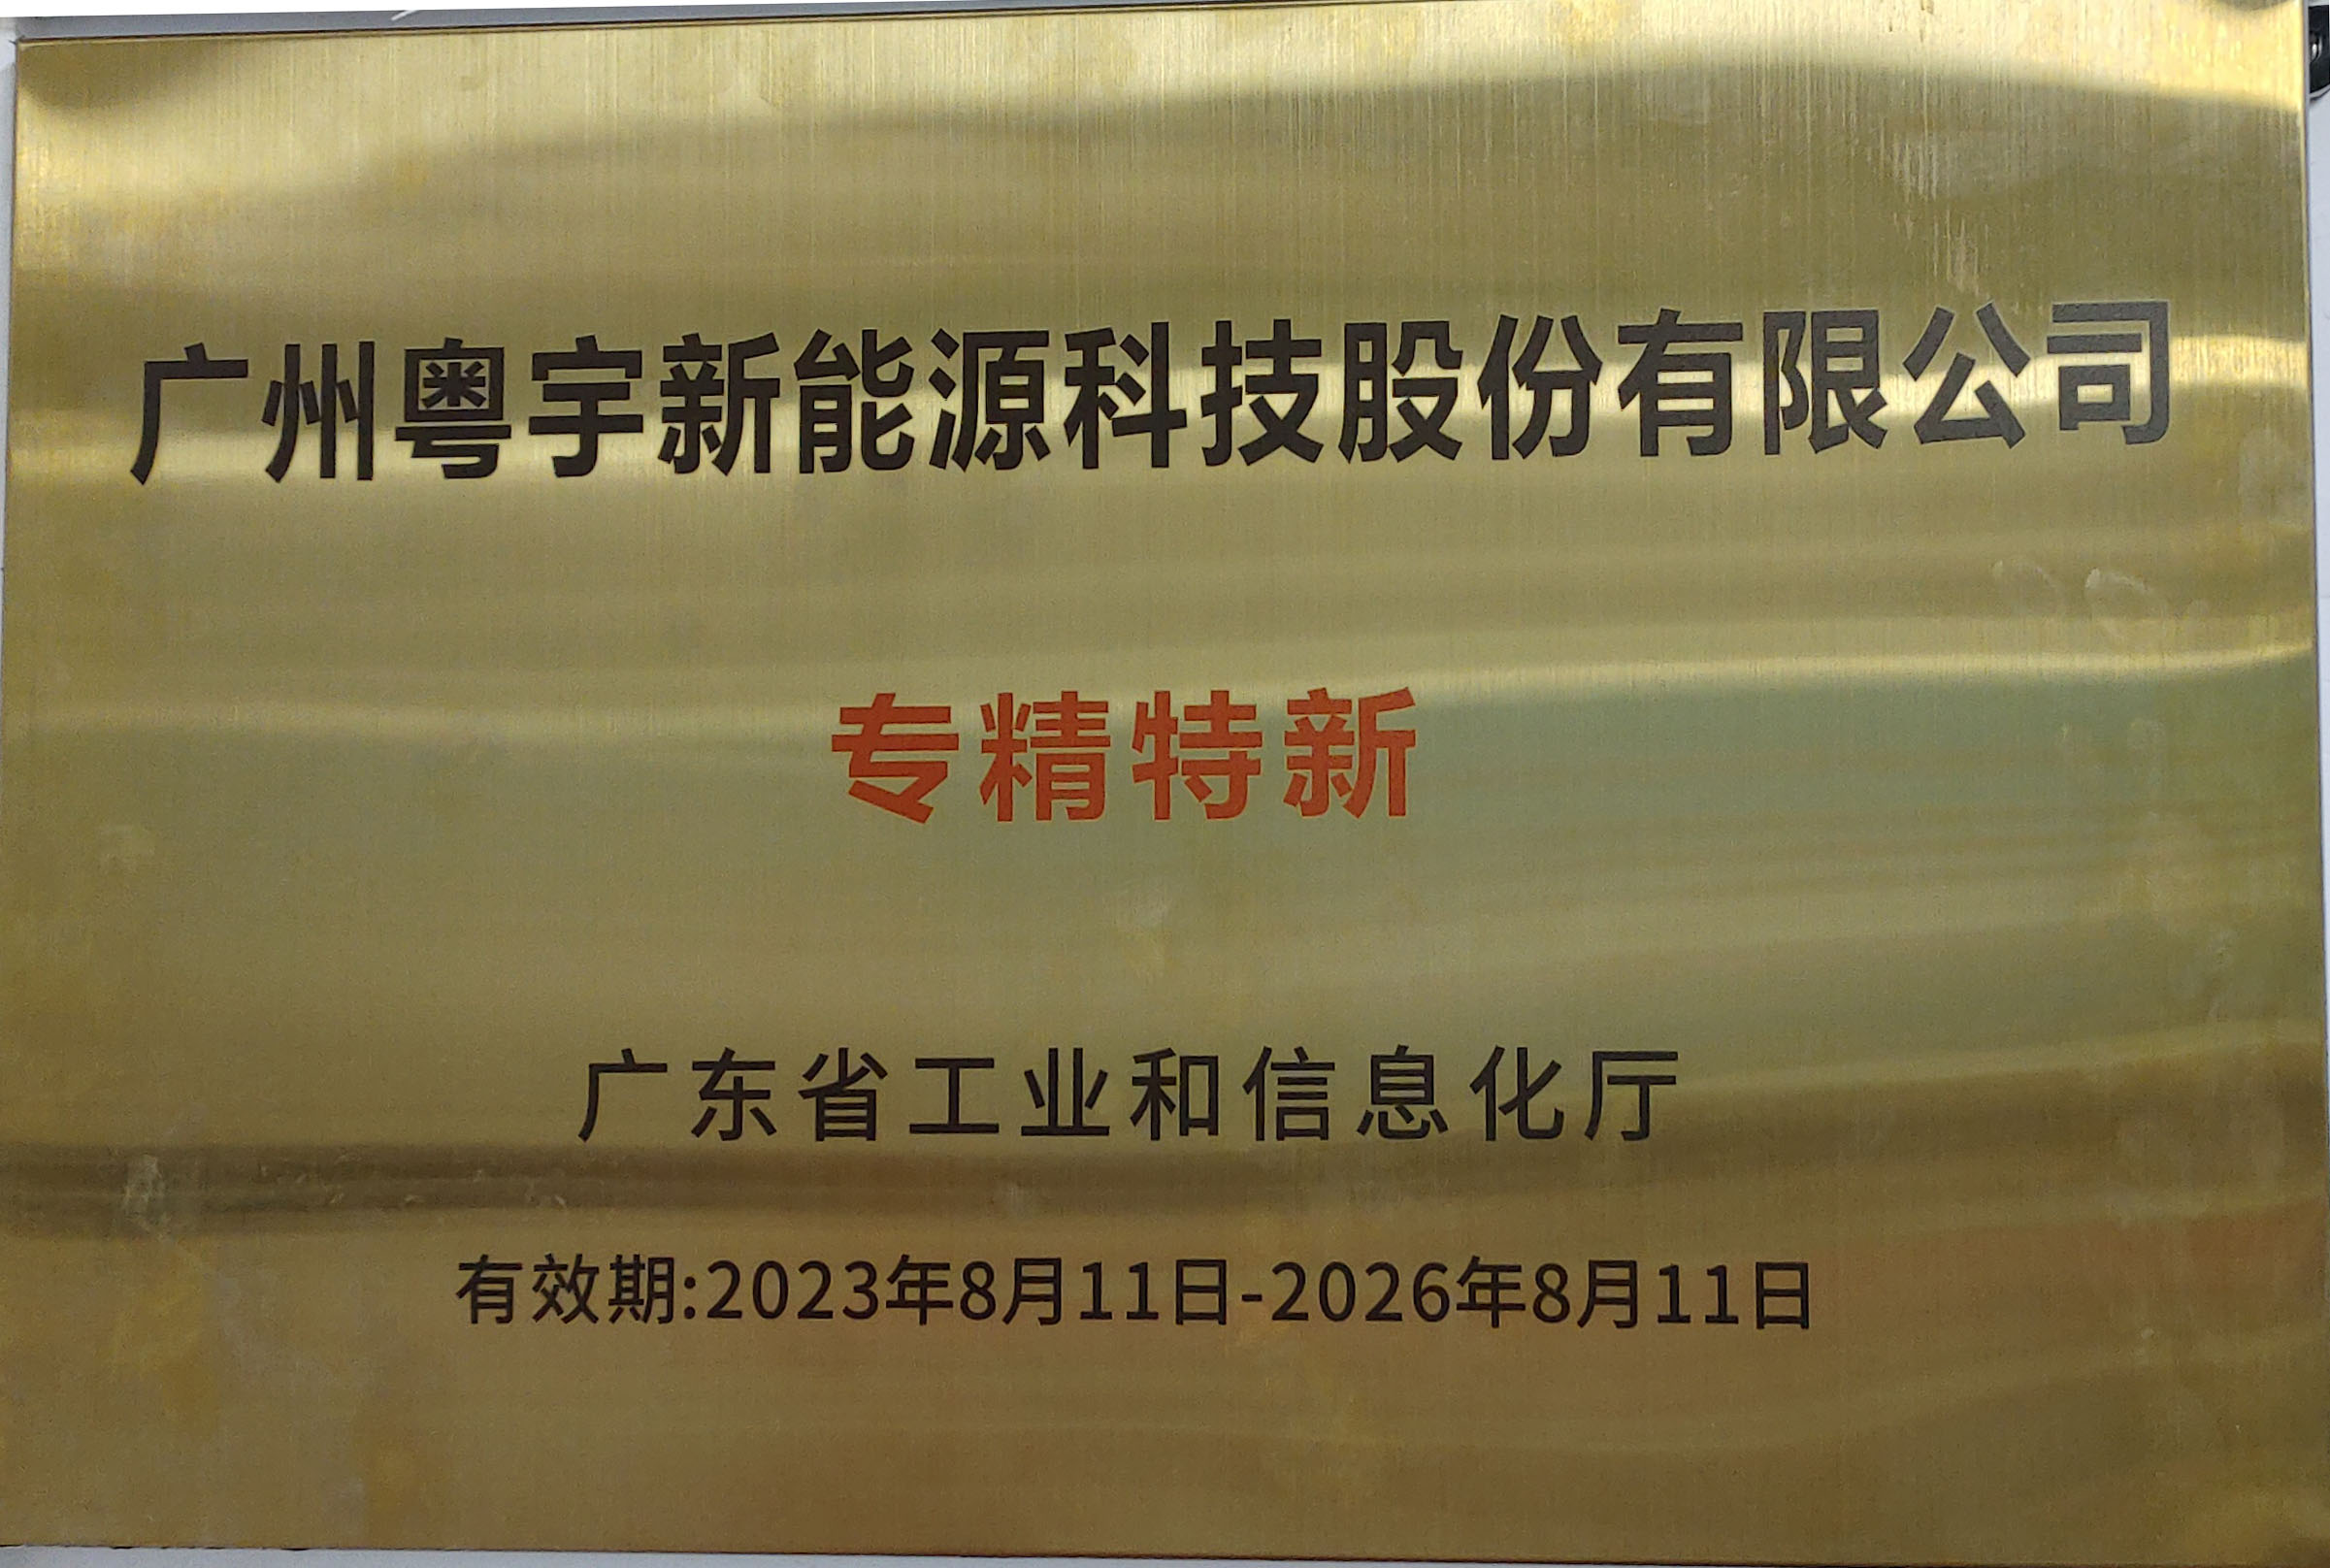 广州粤宇新能源科技股份有限公司
专精特新
广东省工业和信息化厅
有效期:2023年8月11日-2026年8月11日